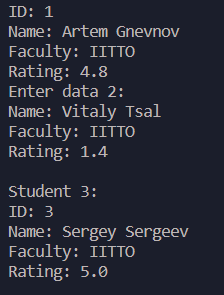 ID: 1
Name: Artem Gnevnov
Faculty: IITTO
Rating: 4.8
Enter data 2:
Name: Vitaly Tsal
Faculty: IITTO
Rating: 1.4
Student 3:
ID: 3
Name: Sergey Sergeev
Faculty: IITTO
Rating: 5.0